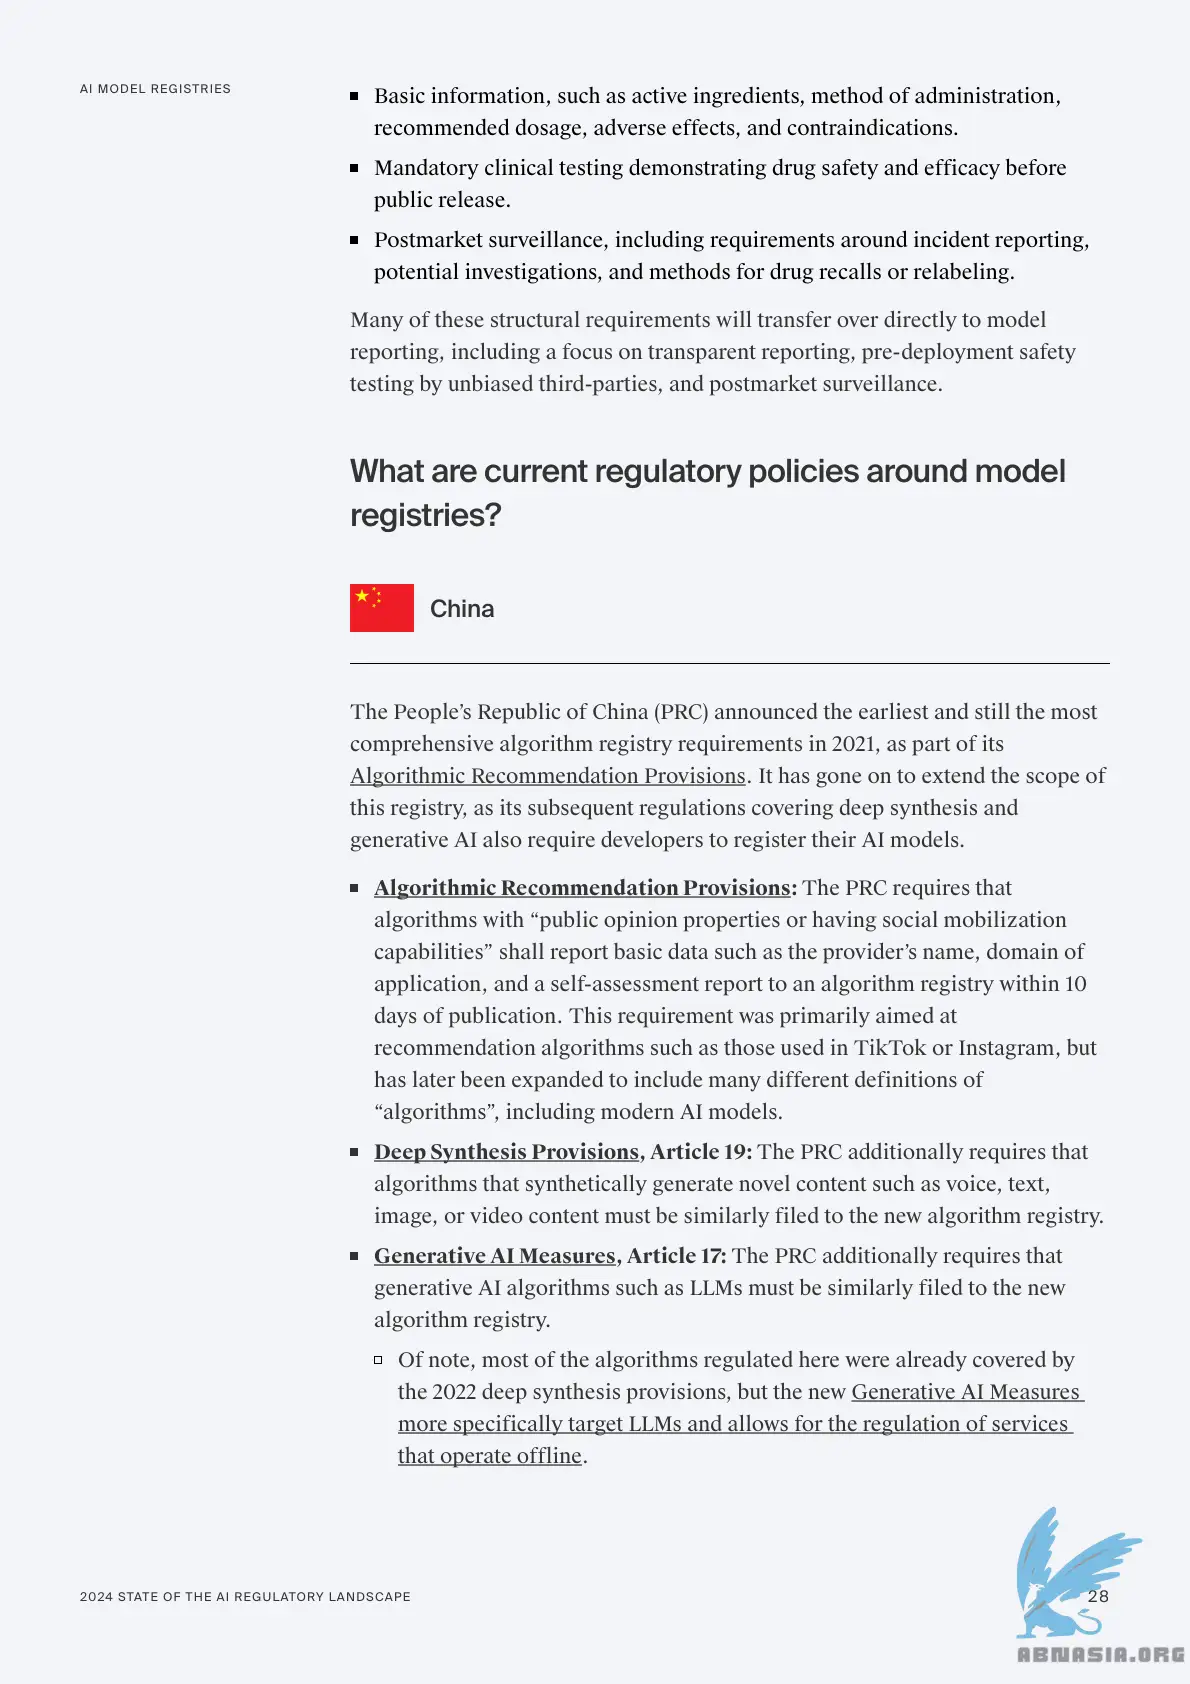 AI MODEL REGISTRIES
▪ Basic information, such as active ingredients, method of administration,
recommended dosage, adverse effects, and contraindications.
▪ Mandatory clinical testing demonstrating drug safety and efficacy before
public release.
▪ Postmarket surveillance, including requirements around incident reporting,
potential investigations, and methods for drug recalls or relabeling.
Many of these structural requirements will transfer over directly to model
reporting, including a focus on transparent reporting, pre-deployment safety
testing by unbiased third-parties, and postmarket surveillance.
What are current regulatory policies around model
registries?
China
The People’s Republic of China (PRC) announced the earliest and still the most
comprehensive algorithm registry requirements in 2021, as part of its
Algorithmic Recommendation Provisions. It has gone on to extend the scope of
this registry, as its subsequent regulations covering deep synthesis and
generative AI also require developers to register their AI models.
▪ Algorithmic Recommendation Provisions: The PRC requires that
algorithms with “public opinion properties or having social mobilization
capabilities” shall report basic data such as the provider’s name, domain of
application, and a self-assessment report to an algorithm registry within 10
days of publication. This requirement was primarily aimed at
recommendation algorithms such as those used in TikTok or Instagram, but
has later been expanded to include many different definitions of
“algorithms”, including modern AI models.
▪ Deep Synthesis Provisions, Article 19: The PRC additionally requires that
algorithms that synthetically generate novel content such as voice, text,
image, or video content must be similarly filed to the new algorithm registry.
▪ Generative AI Measures, Article 17: The PRC additionally requires that
generative AI algorithms such as LLMs must be similarly filed to the new
algorithm registry.
▫ Of note, most of the algorithms regulated here were already covered by
the 2022 deep synthesis provisions, but the new Generative AI Measures
more specifically target LLMs and allows for the regulation of services
that operate offline.
2024 STATE OF THE AI REGULATORY LANDSCAPE
28
ABNASIA.ORG